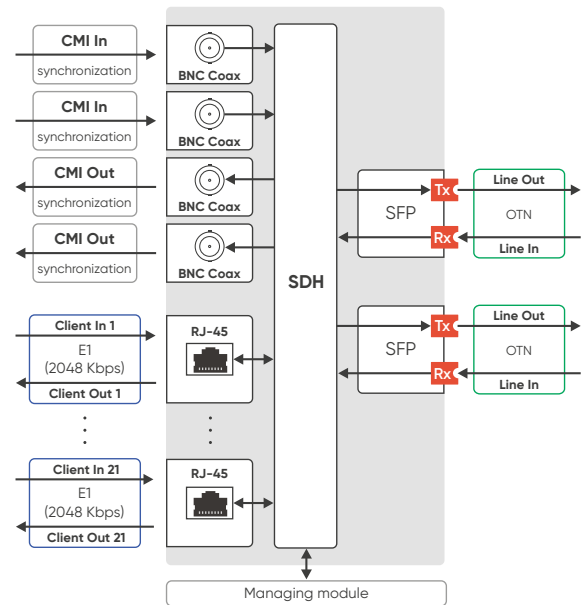 CMI In
synchronization
BNC Coax
CMI In
synchronization
BNC Coax
CMI Out
synchronization
BNC Coax
CMI Out
synchronization
BNC Coax
SDH
SFP
Tx
Rx
Line Out
OTN
Line In
SFP
Tx
Rx
Line Out
OTN
Line In
Client In 1
E1
(2048 Kbps)
Client Out 1
RJ-45
Client In 21
E1
(2048 Kbps)
Client Out 21
RJ-45
Managing module